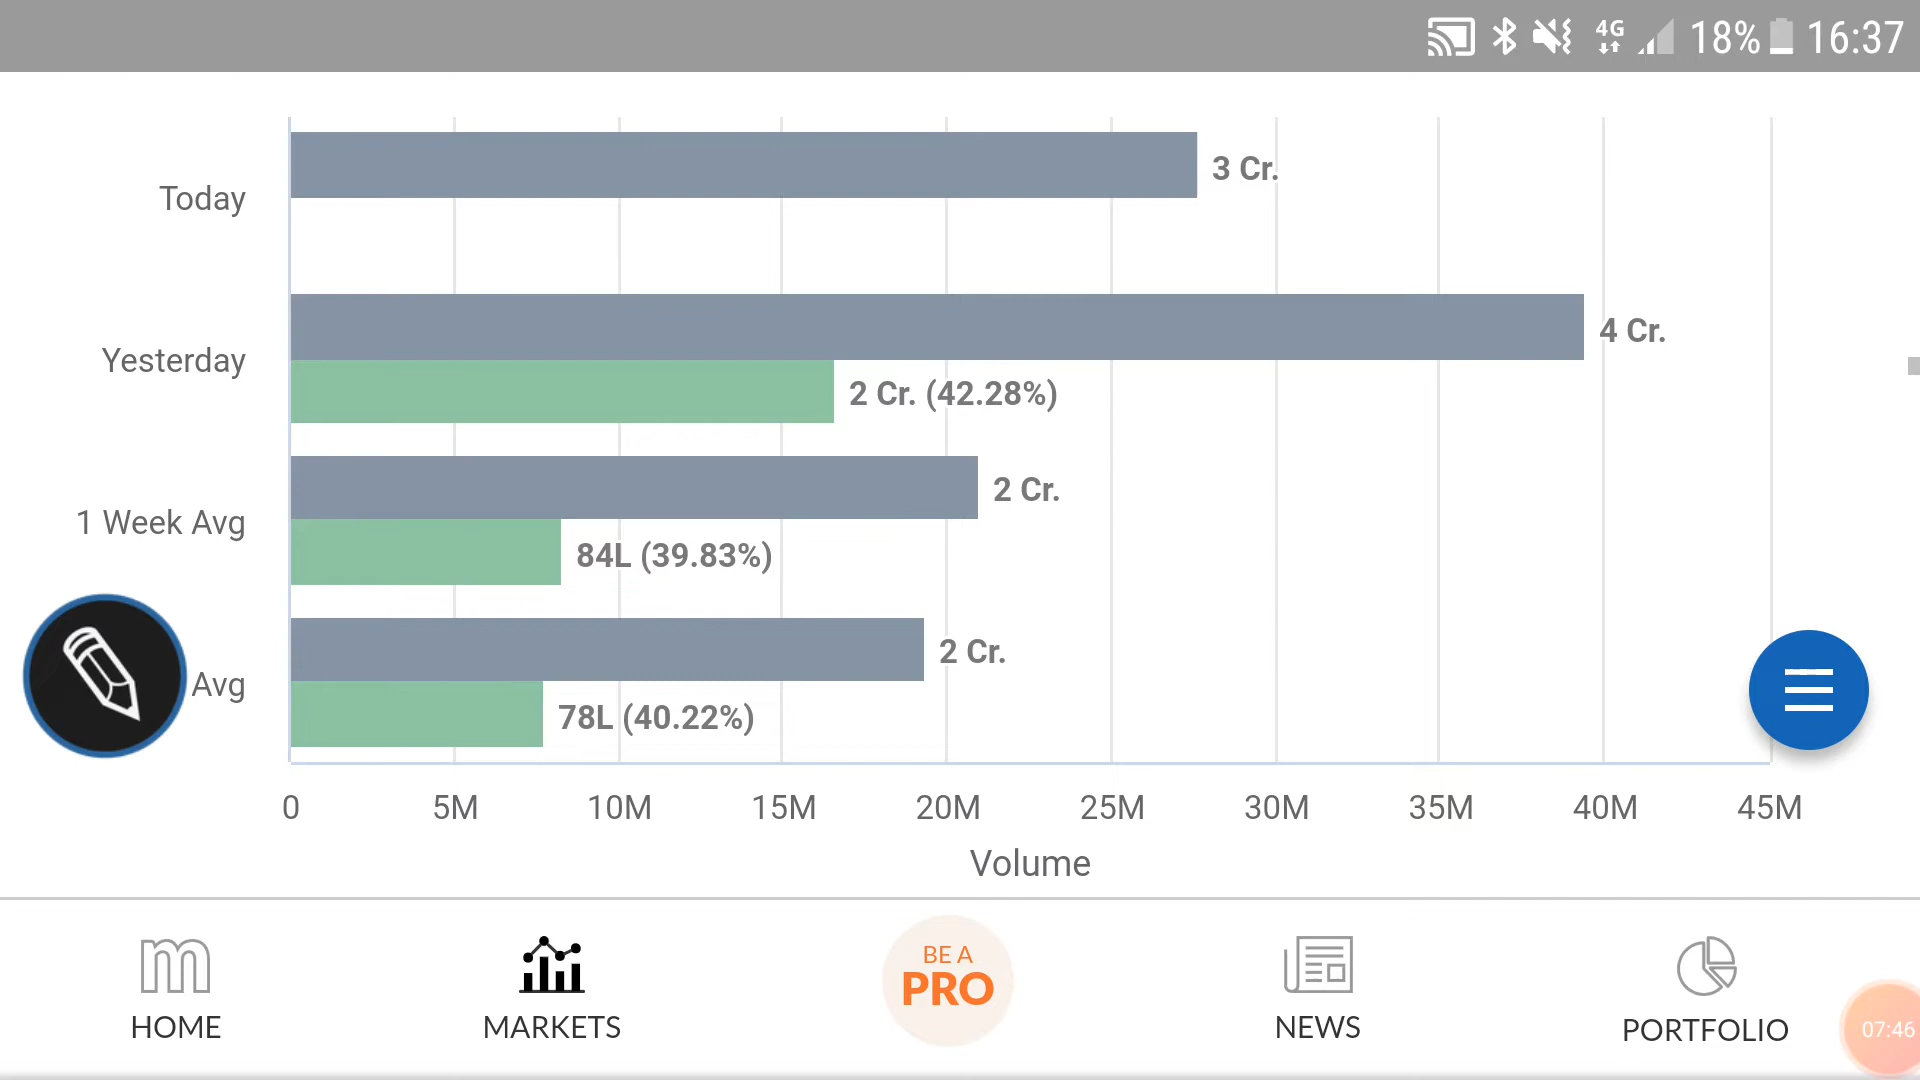 4G 18% 16:37
Today
3 Cr.
Yesterday
4 Cr.
2 Cr. (42.28%)
1 Week Avg
2 Cr.
84L (39.83%)
Avg
2 Cr.
78L (40.22%)
0 5M 10M 15M 20M 25M 30M 35M 40M 45M
Volume
m
BE A
PRO
HOME MARKETS NEWS PORTFOLIO
07:46